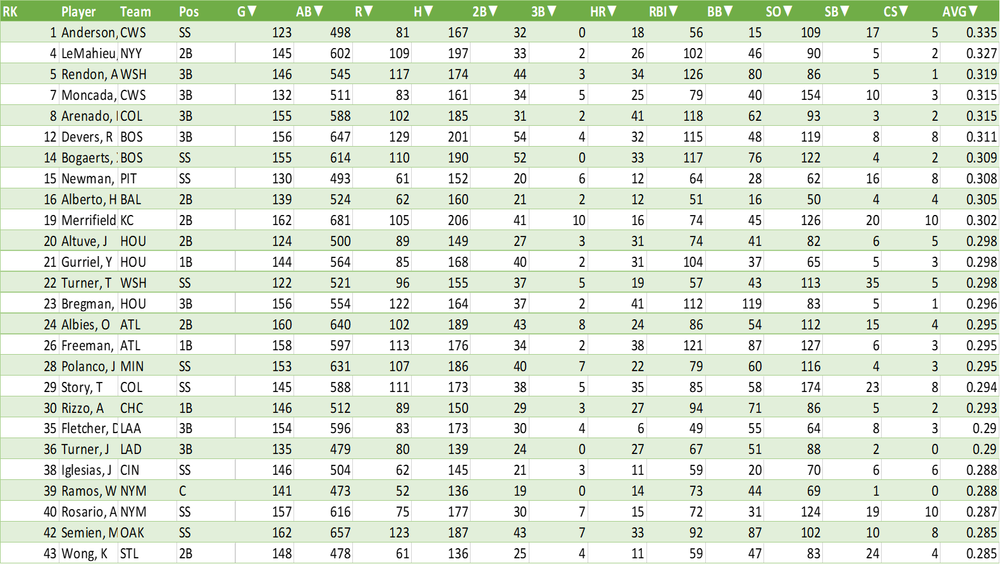 RK Player Team Pos G▼ AB▼ R▼ H▼ 2B▼ 3B▼ HR▼ RBI▼ BB▼ SO▼ SB▼ CS▼ AVG▼
1 Anderson, CWS SS 123 498 81 167 32 0 18 56 15 109 17 5 0.335
4 LeMahieu, NYY 2B 145 602 109 197 33 2 26 102 46 90 5 2 0.327
5 Rendon, A WSH 3B 146 545 117 174 44 3 34 126 80 86 5 1 0.319
7 Moncada, CWS 3B 132 511 83 161 34 5 25 79 40 154 10 3 0.315
8 Arenado, COL 3B 155 588 102 185 31 2 41 118 62 93 3 2 0.315
12 Devers, R BOS 3B 156 647 129 201 54 4 32 115 48 119 8 8 0.311
14 Bogaerts, BOS SS 155 614 110 190 52 0 33 117 76 122 4 2 0.309
15 Newman, PIT SS 130 493 61 152 20 6 12 64 28 62 16 8 0.308
16 Alberto, H BAL 2B 139 524 62 160 21 2 12 51 16 50 4 4 0.305
19 Merrifield KC 2B 162 681 105 206 41 10 16 74 45 126 20 10 0.302
20 Altuve, J HOU 2B 124 500 89 149 27 3 31 74 41 82 6 5 0.298
21 Gurriel, Y HOU 1B 144 564 85 168 40 2 31 104 37 65 5 3 0.298
22 Turner, T WSH SS 122 521 96 155 37 5 19 57 43 113 35 5 0.298
23 Bregman, HOU 3B 156 554 122 164 37 2 41 112 119 83 5 1 0.296
24 Albies, O ATL 2B 160 640 102 189 43 8 24 86 54 112 15 4 0.295
26 Freeman, ATL 1B 158 597 113 176 34 2 38 121 87 127 6 3 0.295
28 Polanco, J MIN SS 153 631 107 186 40 7 22 79 60 116 4 3 0.295
29 Story, T COL SS 145 588 111 173 38 5 35 85 58 174 23 8 0.294
30 Rizzo, A CHC 1B 146 512 89 150 29 3 27 94 71 86 5 2 0.293
35 Fletcher, D LAA 3B 154 596 83 173 30 4 6 49 55 64 8 3 0.29
36 Turner, J LAD 3B 135 479 80 139 24 0 27 67 51 88 2 0 0.29
38 Iglesias, J CIN SS 146 504 62 145 21 3 11 59 20 70 6 6 0.288
39 Ramos, W NYM C 141 473 52 136 19 0 14 73 44 69 1 0 0.288
40 Rosario, A NYM SS 157 616 75 177 30 7 15 72 31 124 19 10 0.287
42 Semien, M OAK SS 162 657 123 187 43 7 33 92 87 102 10 8 0.285
43 Wong, K STL 2B 148 478 61 136 25 4 11 59 47 83 24 4 0.285